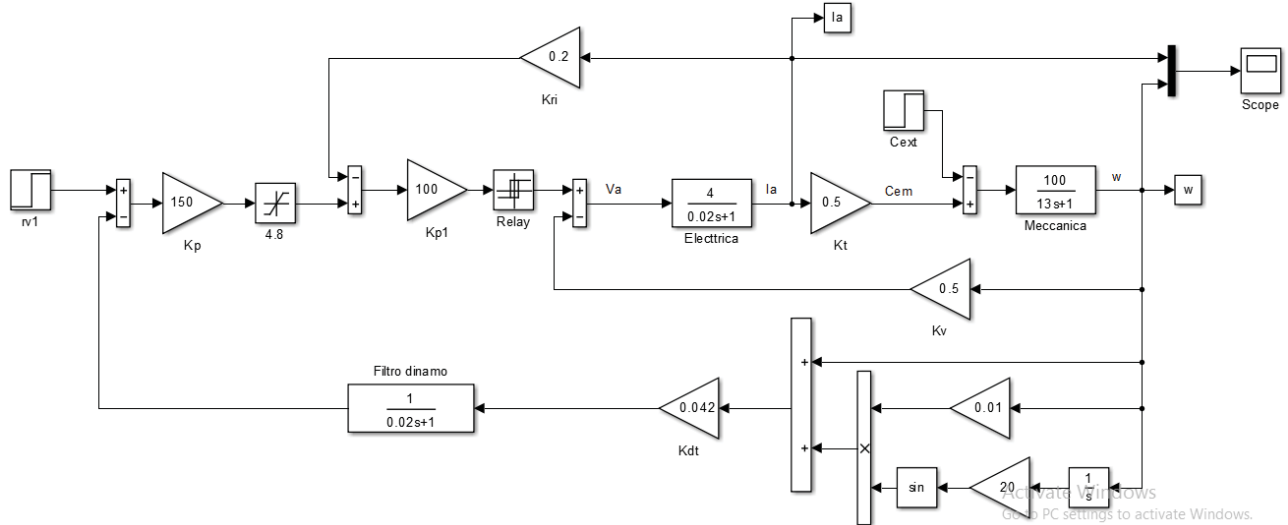 Ia
0.2
Kri
Scope
Cext
rv1
+
−
150
Kp
4.8
−
+
100
Kp1
Relay
+
−
Va
4
0.02s+1
Electtrica
Ia
0.5
Kt
Cem
−
+
100
13s+1
Meccanica
w
w
0.5
Kv
Filtro dinamo
1
0.02s+1
0.042
Kdt
+
+
×
0.01
sin
20
1
s
Activate Windows
Go to PC settings to activate Windows.